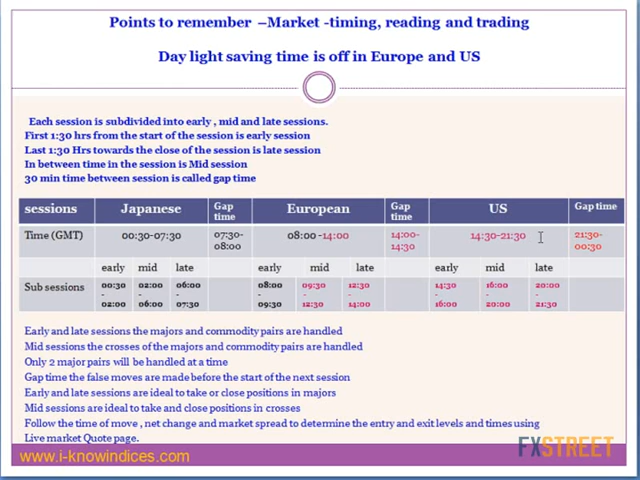 Points to remember –Market -timing, reading and trading
Day light saving time is off in Europe and US
Each session is subdivided into early , mid and late sessions.
First 1:30 hrs from the start of the session is early session
Last 1:30 Hrs towards the close of the session is late session
In between time in the session is Mid session
30 min time between session is called gap time
sessions Japanese Gap time European Gap time US Gap time
Time (GMT) 00:30-07:30 07:30-08:00 08:00 -14:00 14:00-14:30 14:30-21:30 21:30-00:30
early mid late early mid late early mid late
Sub sessions 00:30 - 02:00 02:00 - 06:00 06:00 - 07:30 08:00 - 09:30 09:30 - 12:30 12:30 - 14:00 14:30 - 16:00 16:00 - 20:00 20:00 - 21:30
Early and late sessions the majors and commodity pairs are handled
Mid sessions the crosses of the majors and commodity pairs are handled
Only 2 major pairs will be handled at a time
Gap time the false moves are made before the start of the next session
Early and late sessions are ideal to take or close positions in majors
Mid sessions are ideal to take and close positions in crosses
Follow the time of move , net change and market spread to determine the entry and exit levels and times using
Live market Quote page.
FXSTREET
www.i-knowindices.com